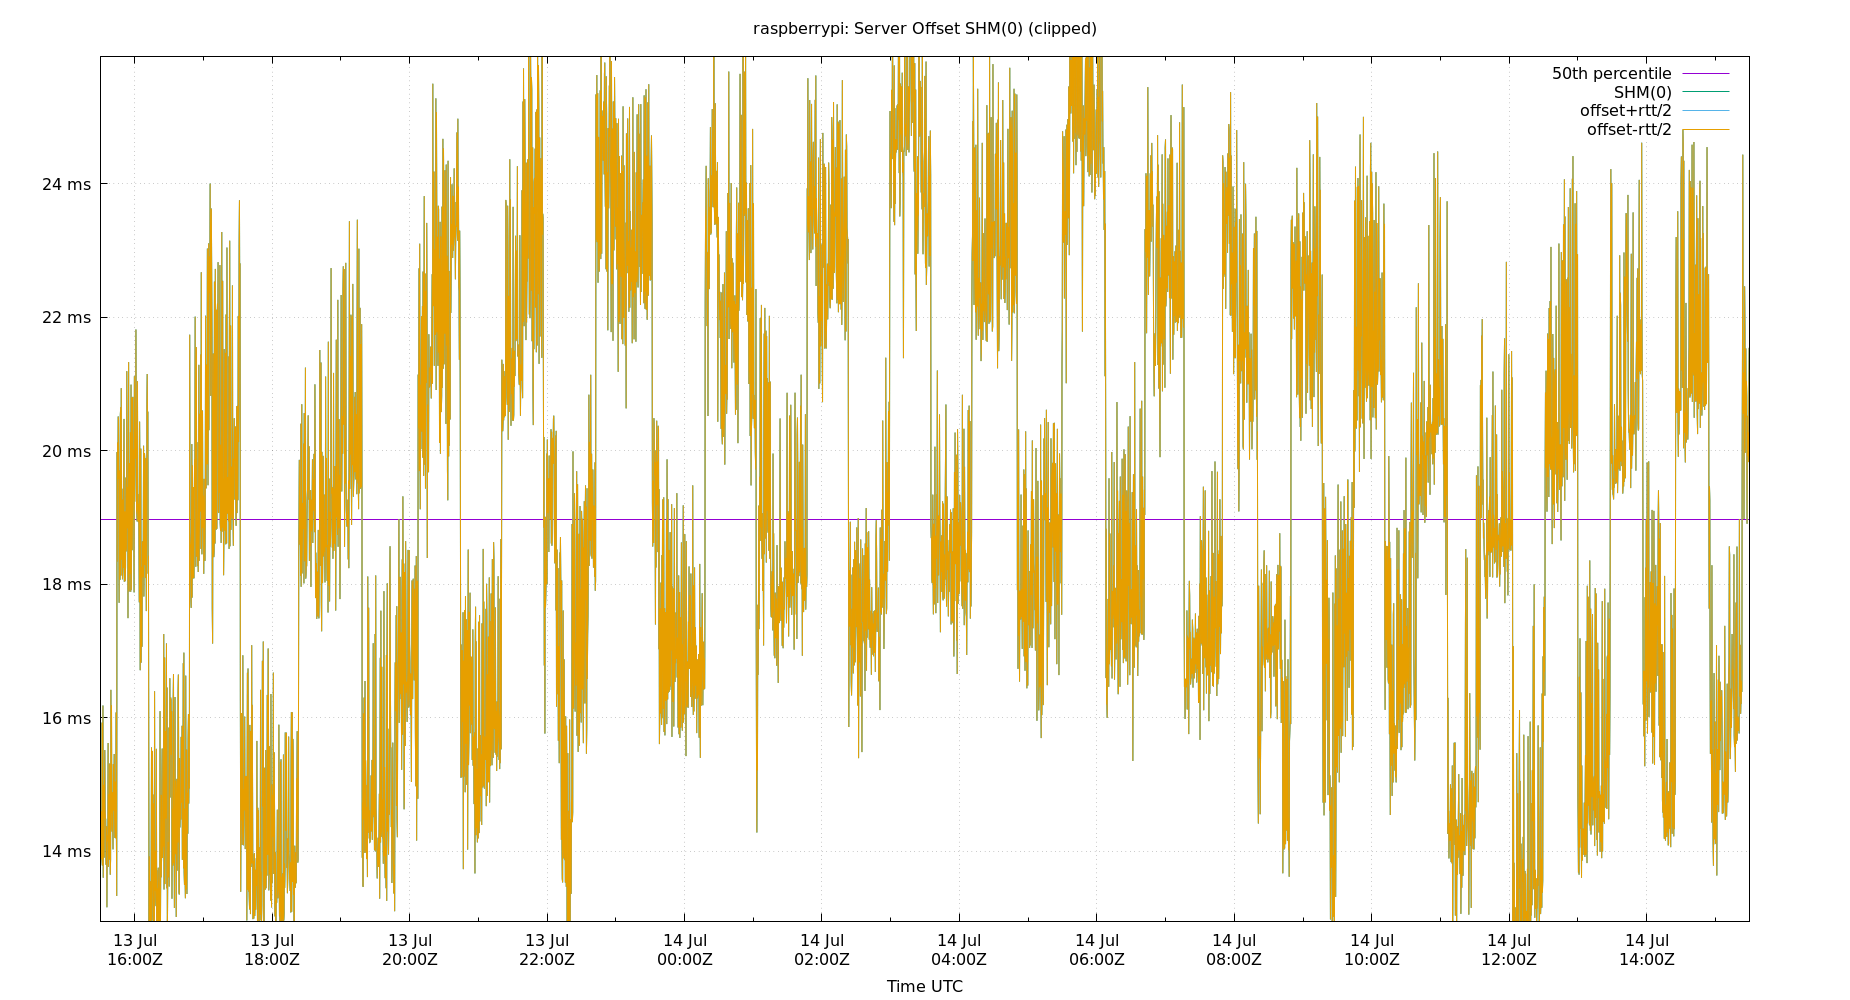 raspberrypi: Server Offset SHM(0) (clipped)
50th percentile
SHM(0)
offset+rtt/2
offset-rtt/2
24 ms
22 ms
20 ms
18 ms
16 ms
14 ms
13 Jul 13 Jul 13 Jul 13 Jul 14 Jul 14 Jul 14 Jul 14 Jul 14 Jul 14 Jul 14 Jul 14 Jul
16:00Z 18:00Z 20:00Z 22:00Z 00:00Z 02:00Z 04:00Z 06:00Z 08:00Z 10:00Z 12:00Z 14:00Z
Time UTC